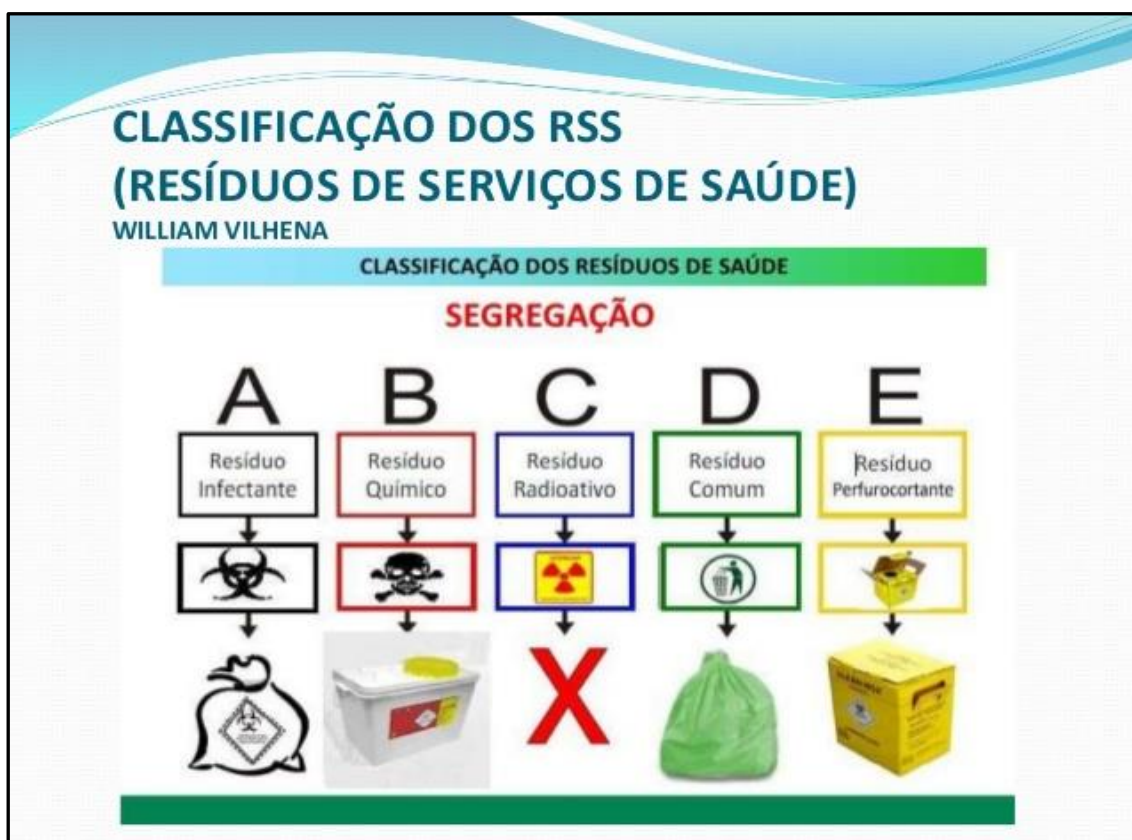 CLASSIFICAÇÃO DOS RSS
(RESÍDUOS DE SERVIÇOS DE SAÚDE)
WILLIAM VILHENA
CLASSIFICAÇÃO DOS RESÍDUOS DE SAÚDE
SEGREGAÇÃO
A B C D E
Resíduo Infectante
Resíduo Químico
Resíduo Radioativo
Resíduo Comum
Resíduo Perfurocortante
X